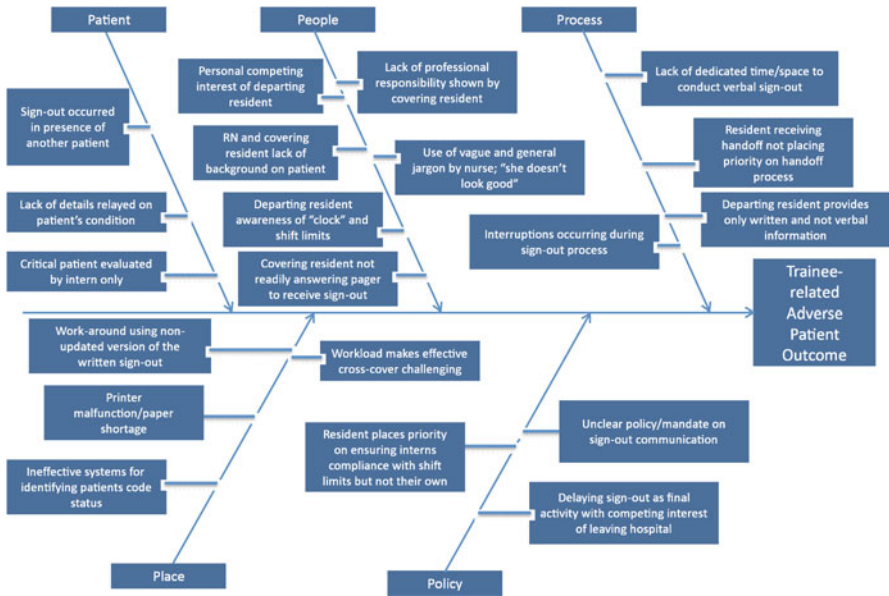 Patient
People
Process
Sign-out occurred
in presence of
another patient
Lack of details relayed on
patient's condition
Critical patient evaluated
by intern only
Personal competing
interest of departing
resident
Lack of professional
responsibility shown by
covering resident
RN and covering
resident lack of
background on patient
Use of vague and general
jargon by nurse; "she doesn't
look good"
Departing resident
awareness of "clock" and
shift limits
Covering resident not
readily answering pager
to receive sign-out
Lack of dedicated time/space to
conduct verbal sign-out
Resident receiving
handoff not placing
priority on handoff
process
Departing resident provides
only written and not verbal
information
Interruptions occurring during
sign-out process
Trainee-
related
Adverse
Patient
Outcome
Work-around using non-
updated version of the
written sign-out
Workload makes effective
cross-cover challenging
Printer
malfunction/paper
shortage
Ineffective systems for
identifying patients code
status
Resident places priority
on ensuring interns
compliance with shift
limits but not their own
Unclear policy/mandate on
sign-out communication
Delaying sign-out as final
activity with competing interest
of leaving hospital
Place
Policy